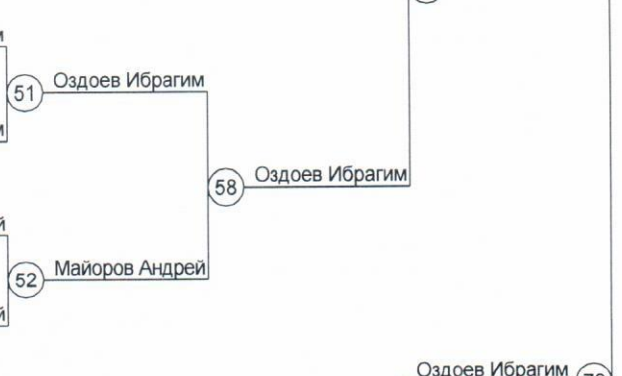 51 Оздоев Ибрагим
58 Оздоев Ибрагим
52 Майоров Андрей
Оздоев Ибрагим